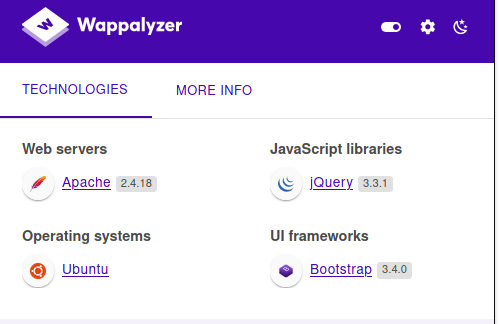 Wappalyzer
TECHNOLOGIES MORE INFO
Web servers
Apache 2.4.18
JavaScript libraries
jQuery 3.3.1
Operating systems
Ubuntu
UI frameworks
Bootstrap 3.4.0